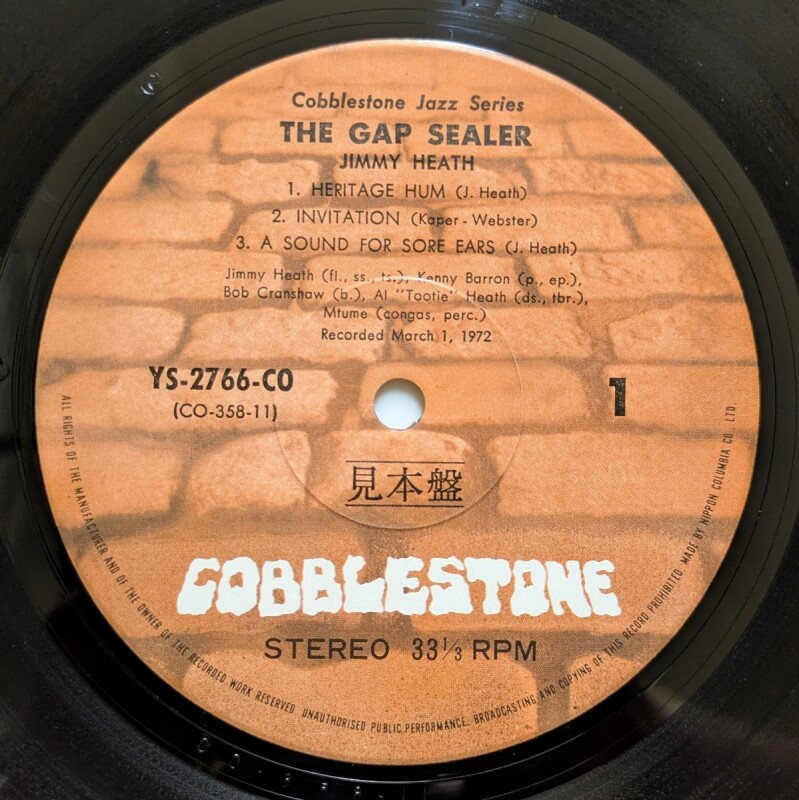 Cobblestone Jazz Series
THE GAP SEALER
JIMMY HEATH
1. HERITAGE HUM (J. Heath)
2. INVITATION (Kaper - Webster)
3. A SOUND FOR SORE EARS (J. Heath)
Jimmy Heath (fl., ss., ts.), Kenny Barron (p., ep.),
Bob Cranshaw (b.), Al "Tootie" Heath (ds., tbr.),
Mtume (congas, perc.)
Recorded March 1, 1972
YS-2766-CO
(CO-358-11)
1
見本盤
COBBLESTONE
STEREO 33 1/3 RPM
ALL RIGHTS OF THE MANUFACTURER AND OF THE OWNER OF THE RECORDED WORK RESERVED. UNAUTHORISED PUBLIC PERFORMANCE, BROADCASTING AND COPYING OF THIS RECORD PROHIBITED. MADE BY NIPPON COLUMBIA CO., LTD.